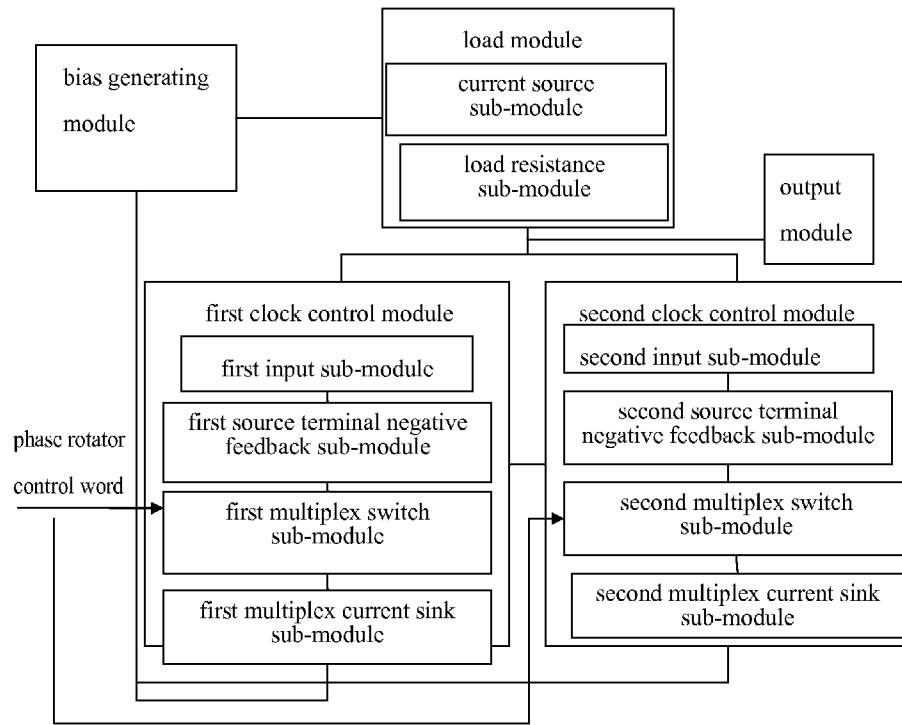 bias generating
module
load module
current source
sub-module
load resistance
sub-module
output
module
first clock control module
first input sub-module
first source terminal negative
feedback sub-module
phase rotator
control word
first multiplex switch
sub-module
first multiplex current sink
sub-module
second clock control module
second input sub-module
second source terminal
negative feedback sub-module
second multiplex switch
sub-module
second multiplex current sink
sub-module